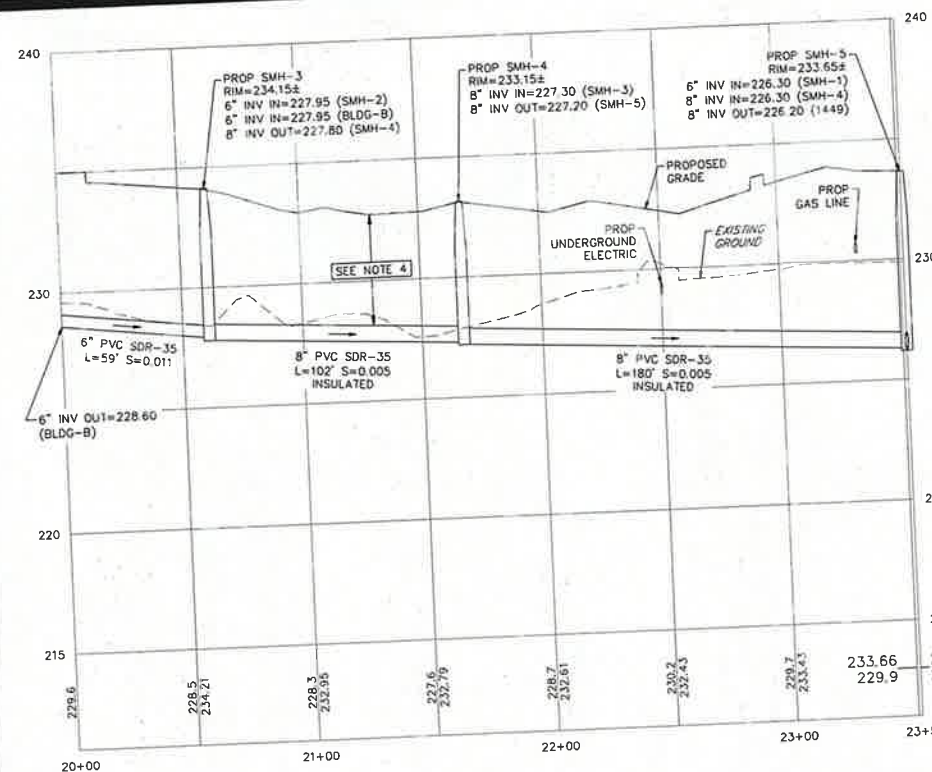 240
240
PROP SMH-3
RIM=234.15±
6" INV IN=227.95 (SMH-2)
6" INV IN=227.95 (BLDG-B)
8" INV OUT=227.80 (SMH-4)
PROP SMH-4
RIM=233.15±
8" INV IN=227.30 (SMH-3)
8" INV OUT=227.20 (SMH-5)
PROP SMH-5
RIM=233.65±
6" INV IN=226.30 (SMH-1)
8" INV IN=226.30 (SMH-4)
8" INV OUT=226.20 (1449)
PROPOSED
GRADE
PROP
GAS LINE
PROP
UNDERGROUND
ELECTRIC
EXISTING
GROUND
SEE NOTE 4
230
230
6" PVC SDR-35
L=59' S=0.011
8" PVC SDR-35
L=102' S=0.005
INSULATED
8" PVC SDR-35
L=180' S=0.005
INSULATED
6" INV OUT=228.60
(BLDG-B)
220
2
215
229.6
228.5
234.21
228.3
232.95
227.6
232.79
228.7
232.61
230.2
232.43
229.7
233.43
233.66
229.9
20+00
21+00
22+00
23+00
23+5